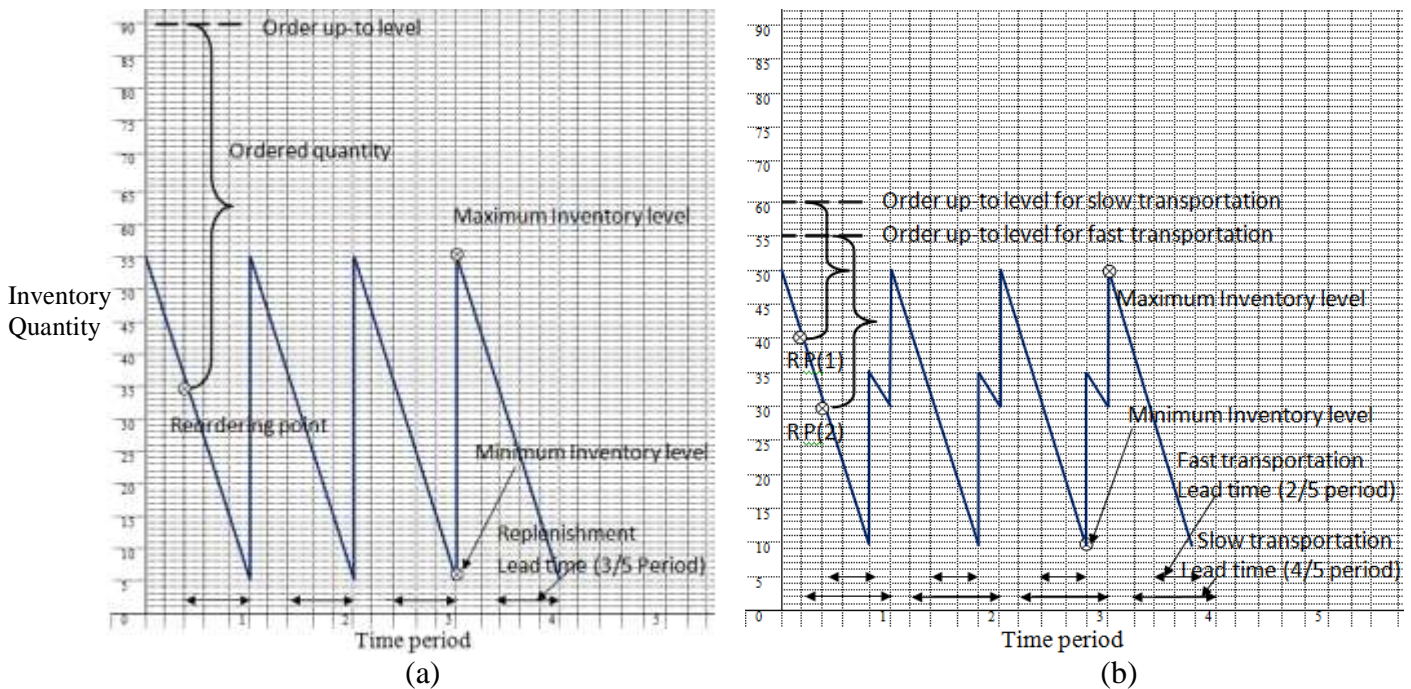 90
Order up-to level
85
80
75
70
Ordered quantity
65
60
Maximum Inventory level
55
50
Inventory
Quantity
45
40
35
30
Reordering point
25
Minimum Inventory level
20
15
Replenishment
10
Lead time (3/5 Period)
5
0 1 2 3 4 5
Time period
(a)
90
85
80
75
70
65
60
Order up-to level for slow transportation
55
Order up-to level for fast transportation
50
Maximum Inventory level
45
40
RP(1)
35
30
Minimum Inventory level
RP(2)
25
20
Fast transportation
Lead time (2/5 period)
15
10
Slow transportation
5
Lead time (4/5 period)
0 1 2 3 4 5
Time period
(b)